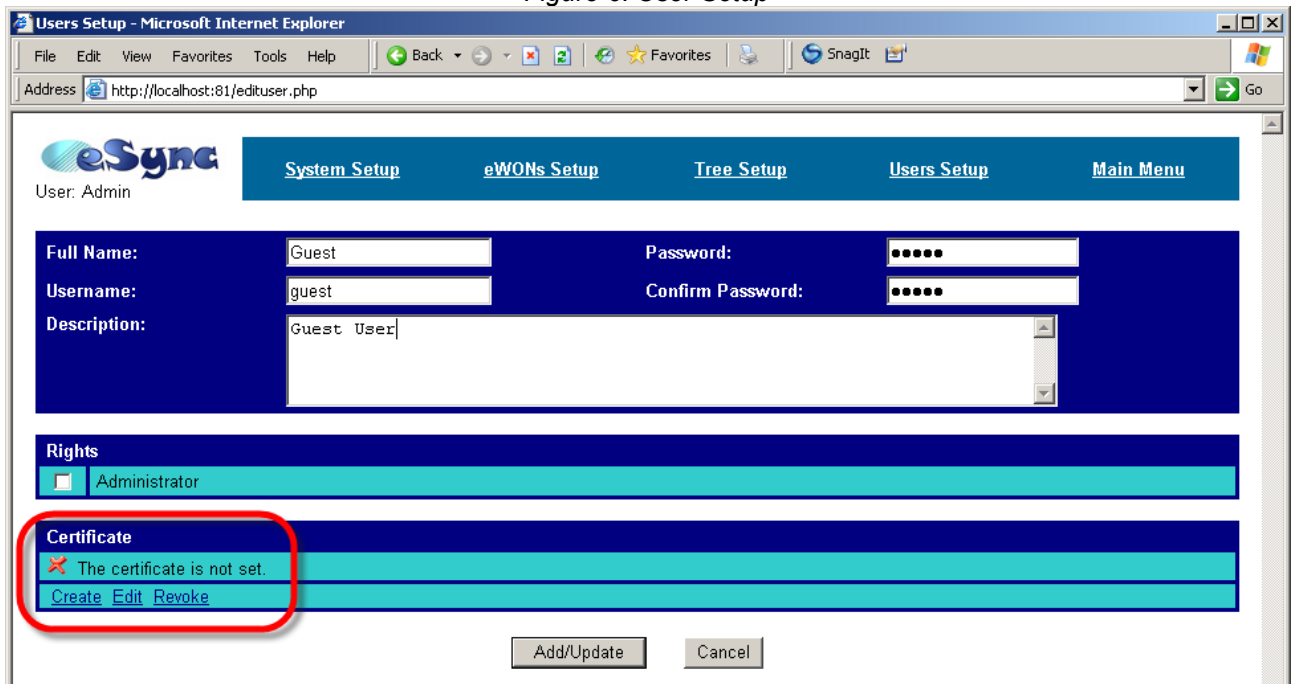 Users Setup - Microsoft Internet Explorer
File Edit View Favorites Tools Help Back Favorites SnagIt
Address http://localhost:81/edituser.php Go
eSync
User: Admin
System Setup eWONs Setup Tree Setup Users Setup Main Menu
Full Name: Guest Password: •••••
Username: guest Confirm Password: •••••
Description: Guest User
Rights
Administrator
Certificate
The certificate is not set.
Create Edit Revoke
Add/Update Cancel